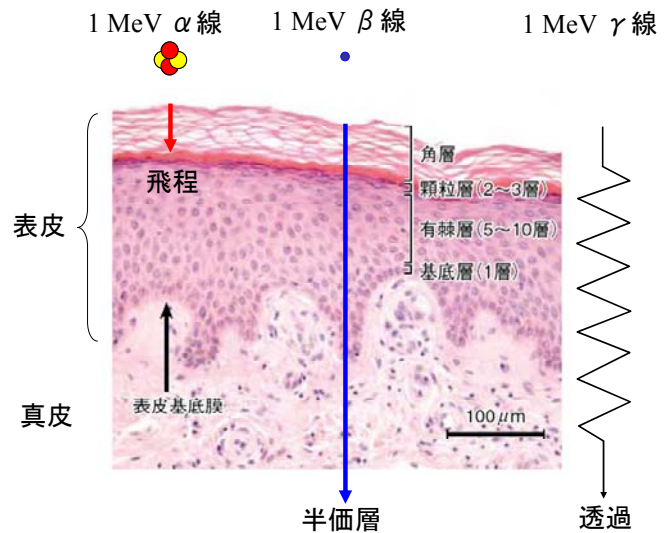 1 MeV α線
1 MeV β線
1 MeV γ線
角層
飛程
顆粒層(2～3層)
表皮
有棘層(5～10層)
基底層(1層)
表皮基底膜
真皮
100μm
半価層
透過